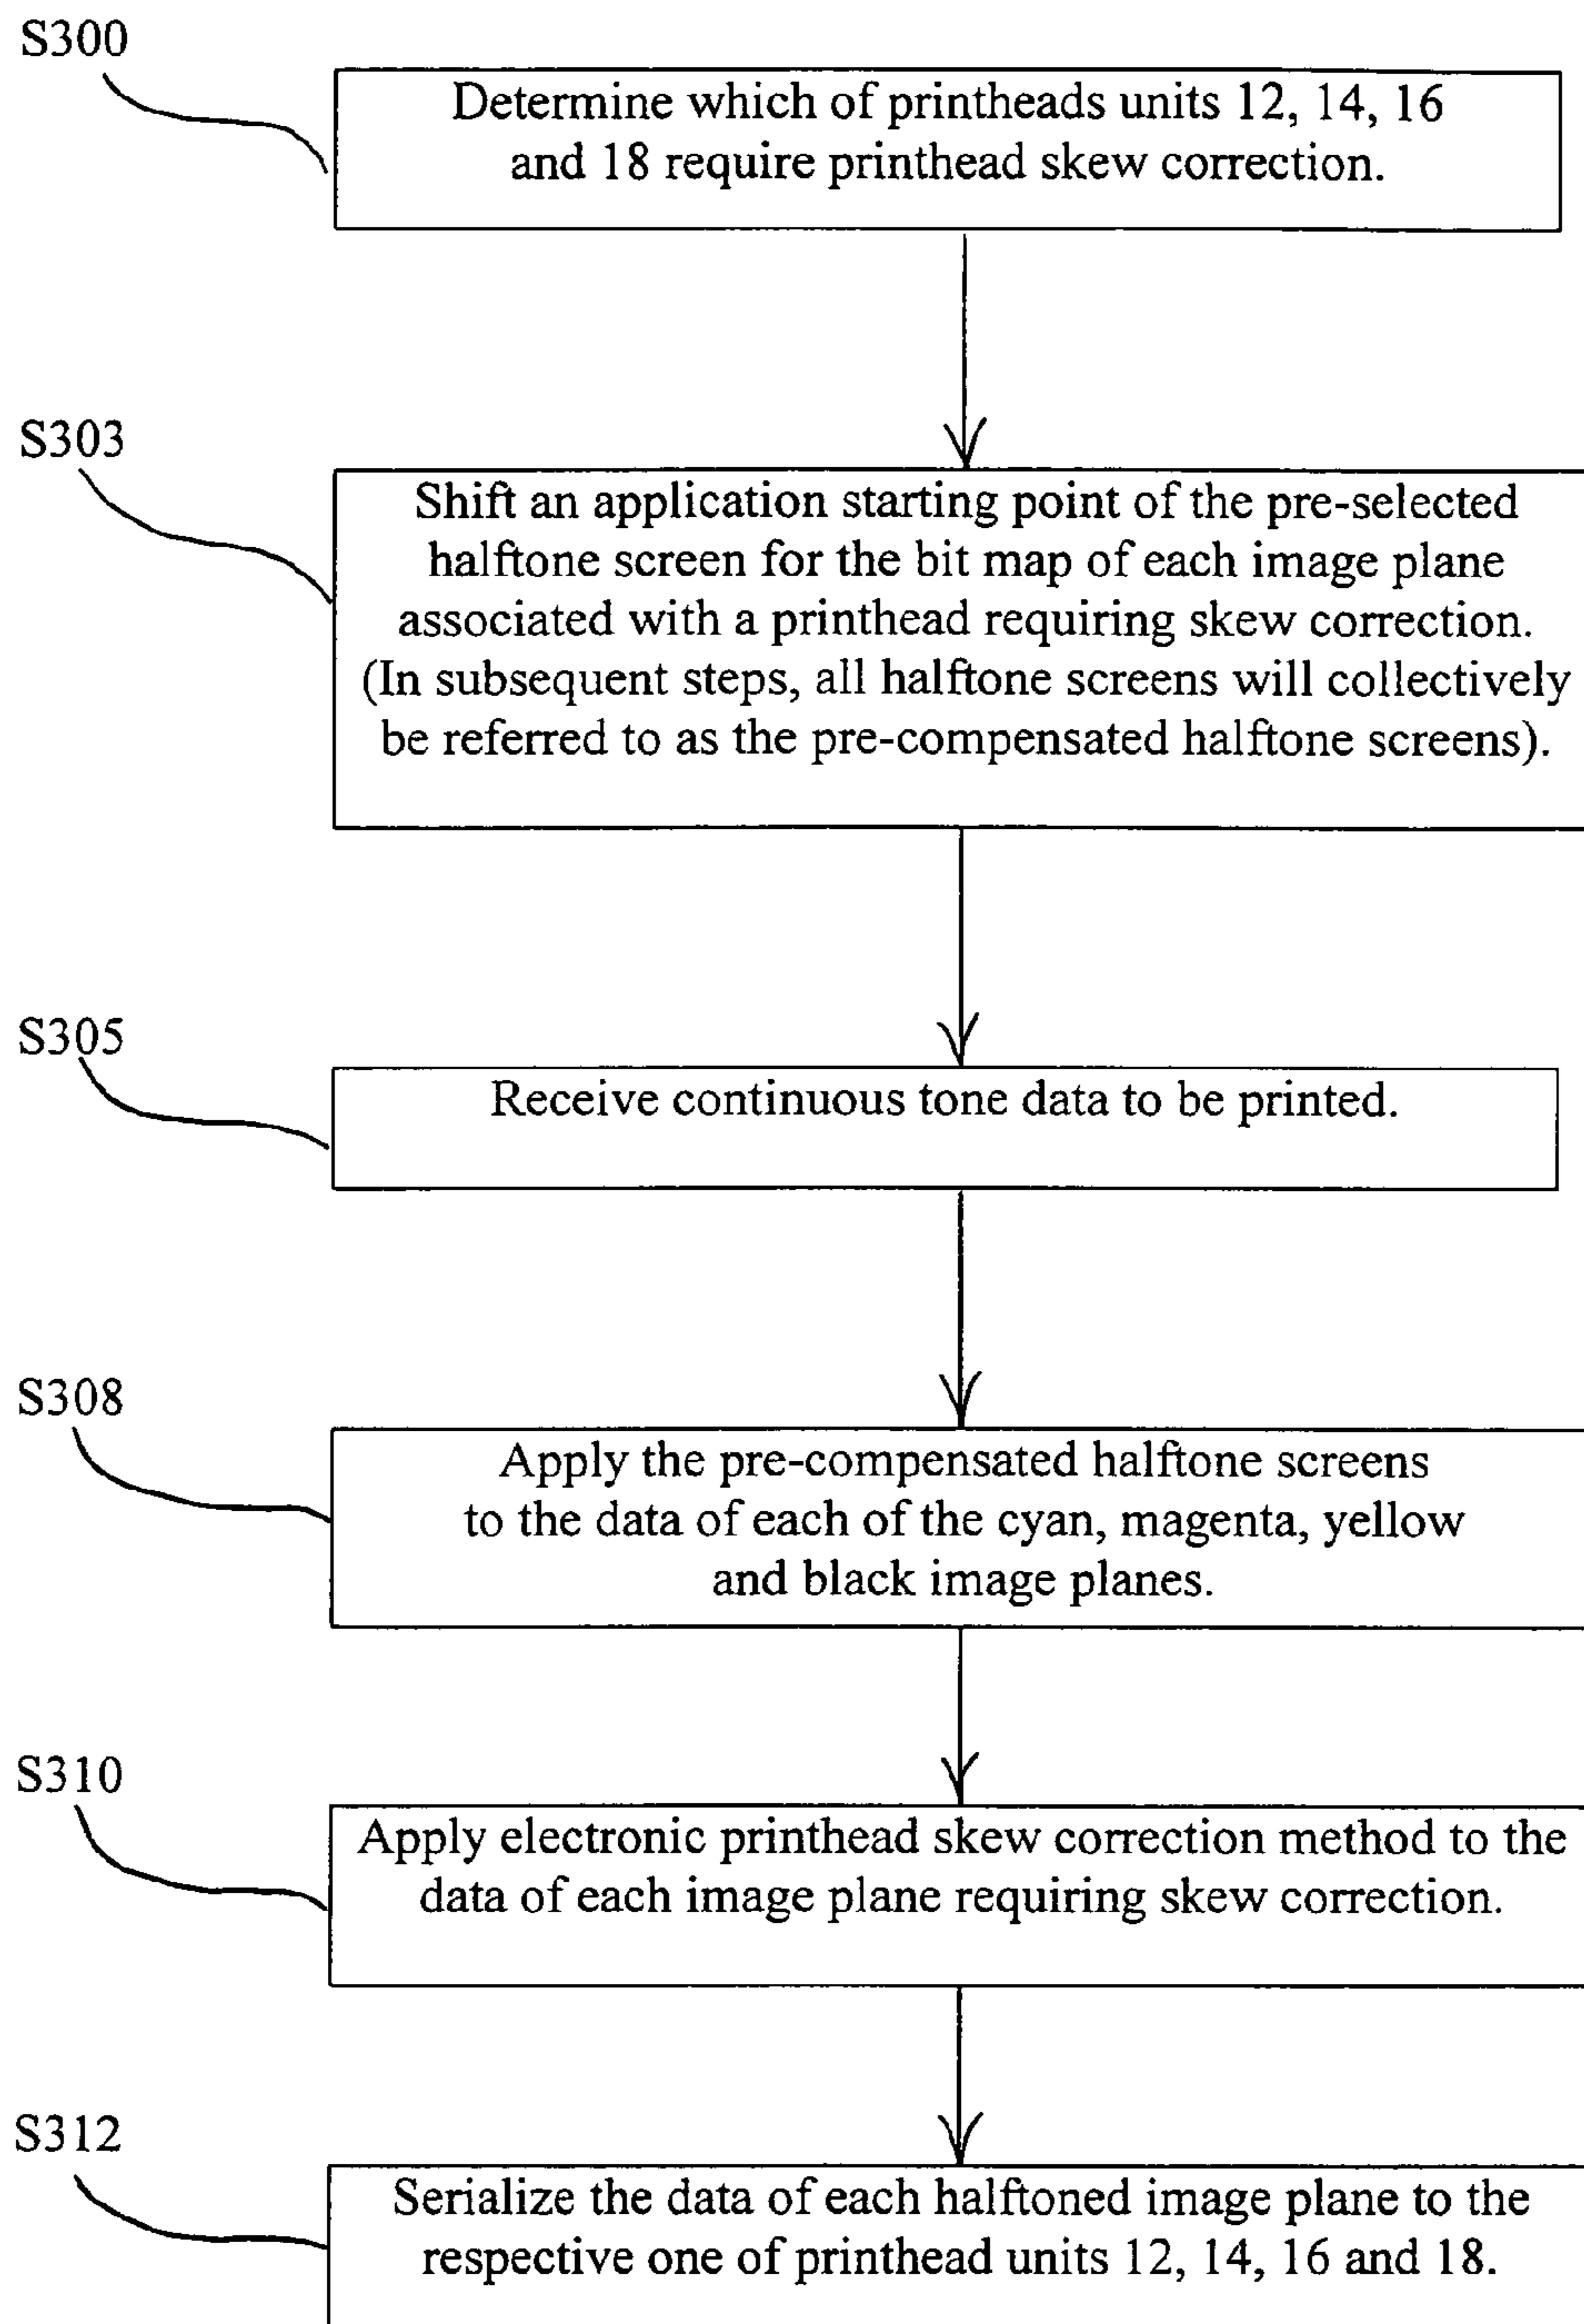 S300
Determine which of printheads units 12, 14, 16
and 18 require printhead skew correction.
S303
Shift an application starting point of the pre-selected
halftone screen for the bit map of each image plane
associated with a printhead requiring skew correction.
(In subsequent steps, all halftone screens will collectively
be referred to as the pre-compensated halftone screens).
S305
Receive continuous tone data to be printed.
S308
Apply the pre-compensated halftone screens
to the data of each of the cyan, magenta, yellow
and black image planes.
S310
Apply electronic printhead skew correction method to the
data of each image plane requiring skew correction.
S312
Serialize the data of each halftoned image plane to the
respective one of printhead units 12, 14, 16 and 18.